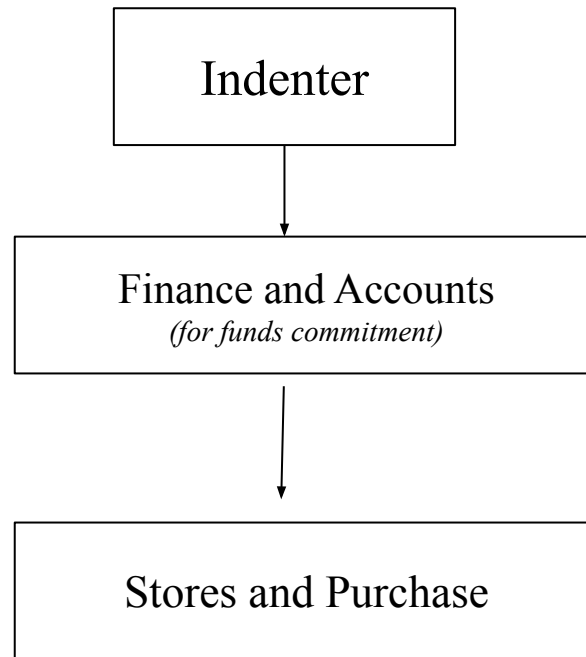 Indenter
Finance and Accounts
(for funds commitment)
Stores and Purchase